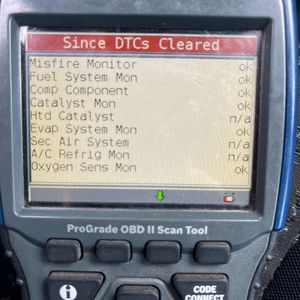 Since DTCs Cleared
Misfire Monitor ok
Fuel System Mon ok
Comp Component ok
Catalyst Mon ok
Htd Catalyst n/a
Evap System Mon ok
Sec Air System n/a
A/C Refrig Mon n/a
Oxygen Sens Mon ok
ProGrade OBD II Scan Tool
i
CODE
CONNECT